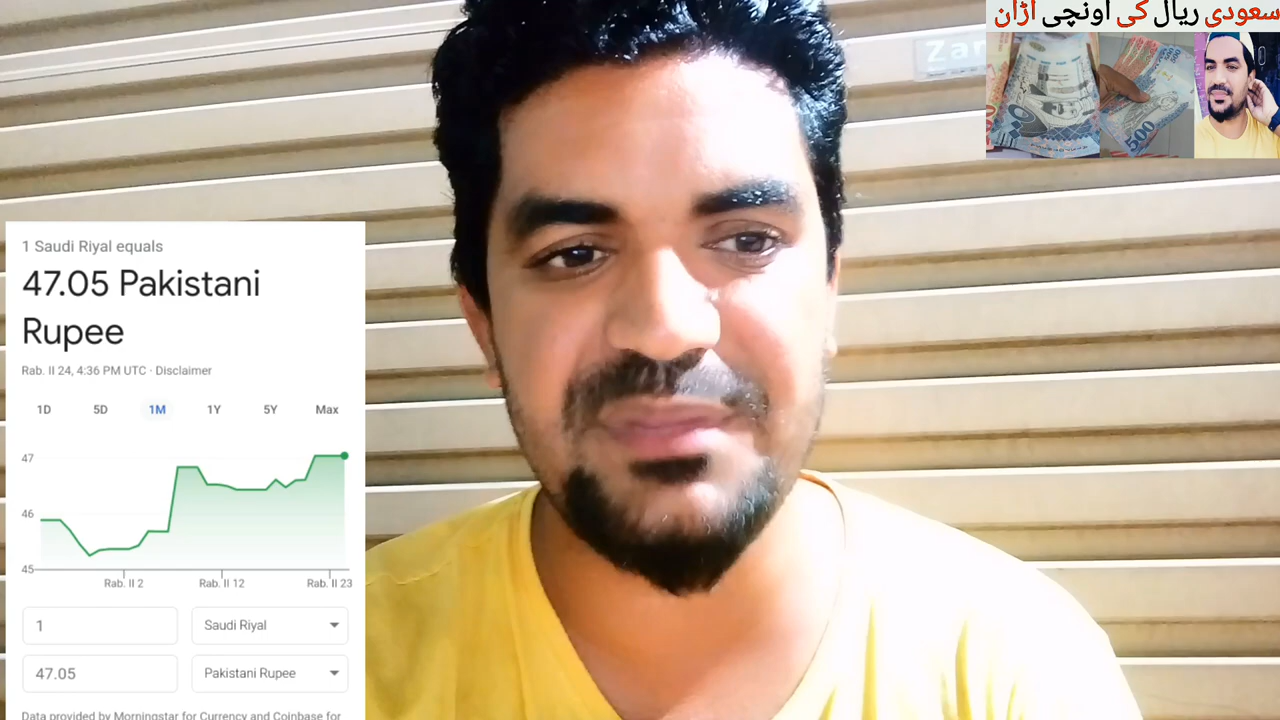 سعودی ریال کی اونچی اڑان
Zar
500
1 Saudi Riyal equals
47.05 Pakistani
Rupee
Rab. II 24, 4:36 PM UTC · Disclaimer
1D 5D 1M 1Y 5Y Max
47
46
45
Rab. II 2 Rab. II 12 Rab. II 23
1 Saudi Riyal
47.05 Pakistani Rupee
Data provided by Morningstar for Currency and Coinbase for